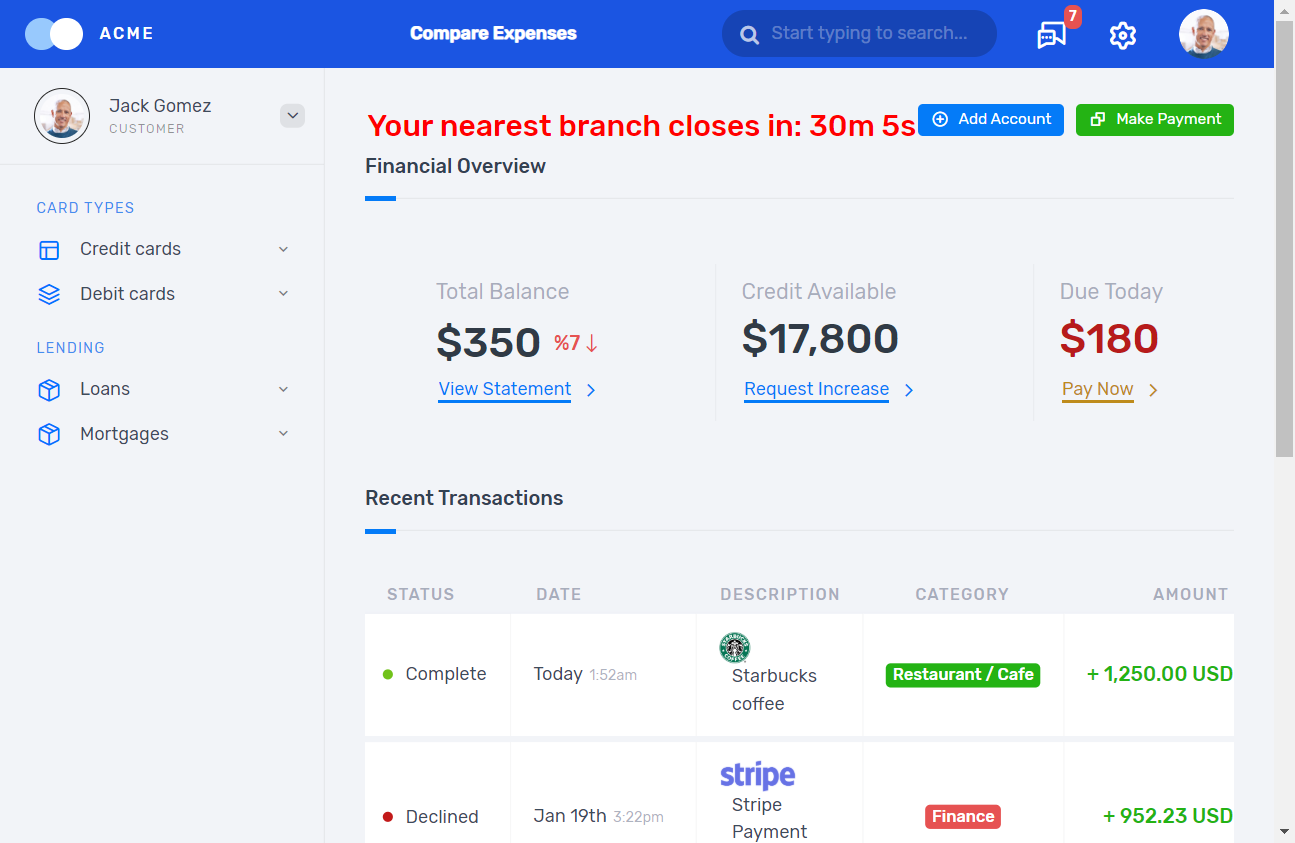 ACME
Compare Expenses
Start typing to search...
7
Jack Gomez
CUSTOMER
Your nearest branch closes in: 30m 5s
Add Account
Make Payment
Financial Overview
CARD TYPES
Credit cards
Debit cards
LENDING
Loans
Mortgages
Total Balance
$350 %7
View Statement
Credit Available
$17,800
Request Increase
Due Today
$180
Pay Now
Recent Transactions
STATUS DATE DESCRIPTION CATEGORY AMOUNT
Complete Today 1:52am Starbucks coffee Restaurant / Cafe + 1,250.00 USD
stripe
Declined Jan 19th 3:22pm Stripe Payment Finance + 952.23 USD